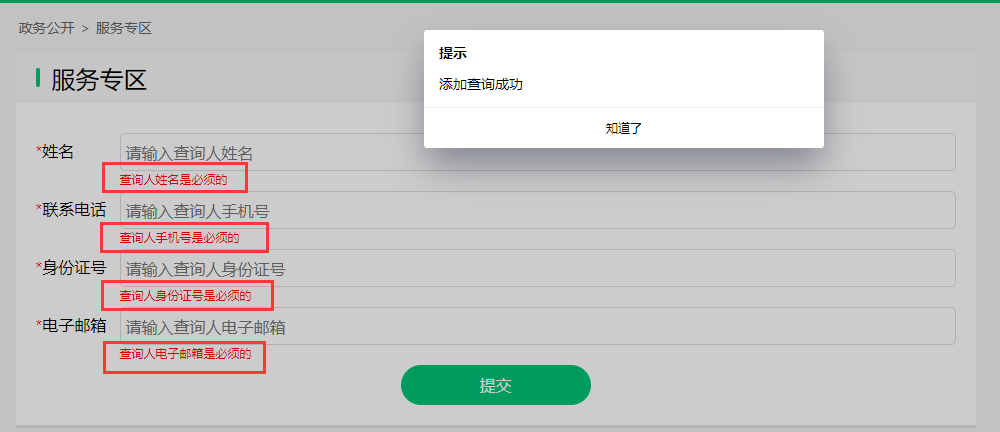 政务公开 > 服务专区
服务专区
提示
添加查询成功
知道了
*姓名 请输入查询人姓名
查询人姓名是必须的
*联系电话 请输入查询人手机号
查询人手机号是必须的
*身份证号 请输入查询人身份证号
查询人身份证号是必须的
*电子邮箱 请输入查询人电子邮箱
查询人电子邮箱是必须的
提交